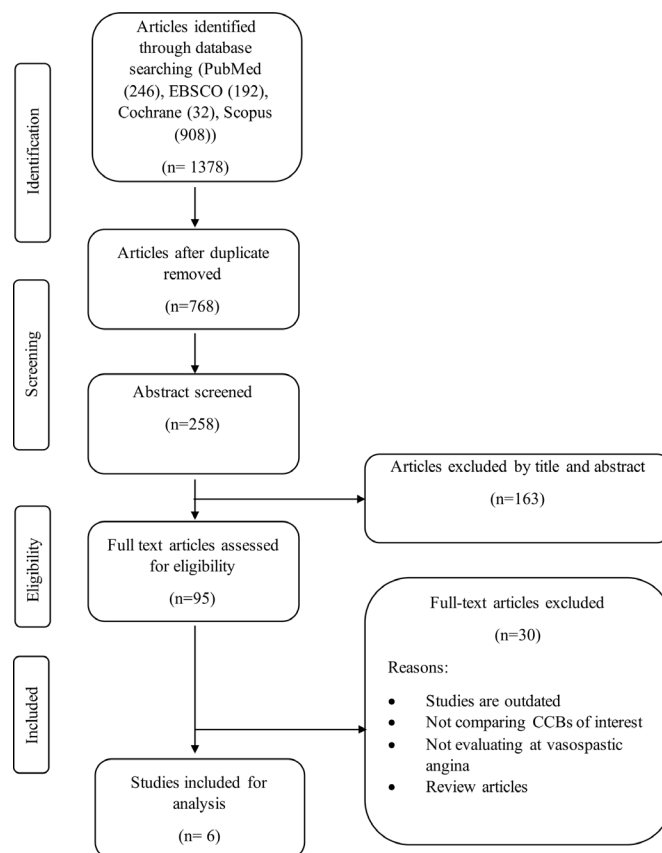 Articles identified
through database
searching (PubMed
(246), EBSCO (192),
Cochrane (32), Scopus
(908))
(n= 1378)
Identification
Articles after duplicate
removed
(n=768)
Screening
Abstract screened
(n=258)
Articles excluded by title and abstract
(n=163)
Eligibility
Full text articles assessed
for eligibility
(n=95)
Full-text articles excluded
(n=30)
Reasons:
• Studies are outdated
• Not comparing CCBs of interest
• Not evaluating at vasospastic
angina
• Review articles
Included
Studies included for
analysis
(n= 6)